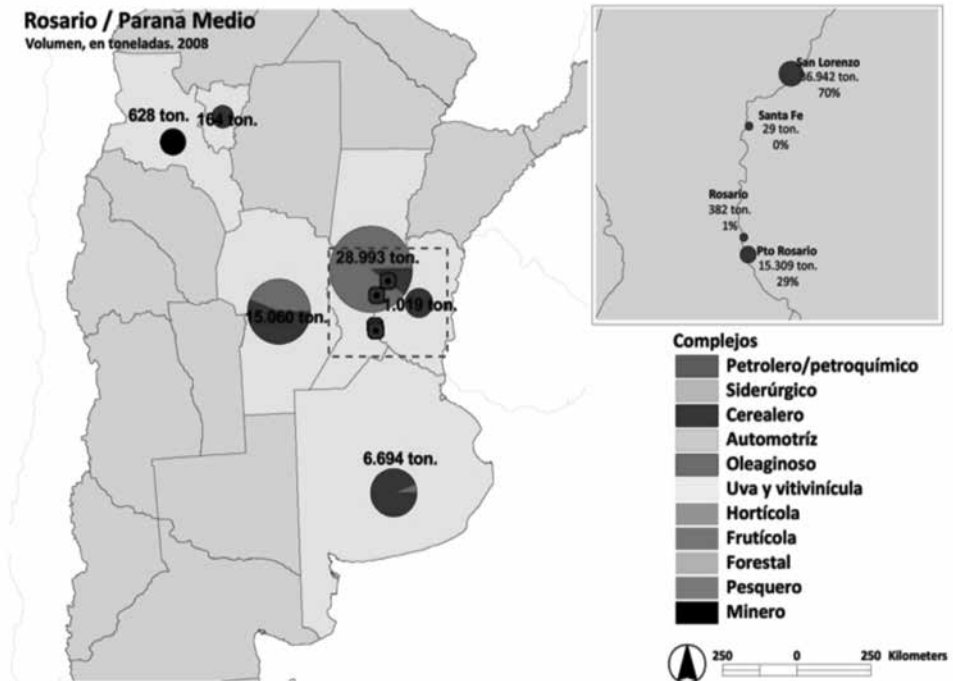 Rosario / Parana Medio
Volumen, en toneladas. 2008
628 ton.
164 ton.
28.993 ton.
1.019 ton.
15.060 ton.
6.694 ton.
San Lorenzo
36.942 ton.
70%
Santa Fe
29 ton.
0%
Rosario
382 ton.
1%
Pto Rosario
15.309 ton.
29%
Complejos
Petrolero/petroquímico
Siderúrgico
Cerealero
Automotríz
Oleaginoso
Uva y vitivinícula
Hortícola
Frutícola
Forestal
Pesquero
Minero
250 0 250 Kilometers